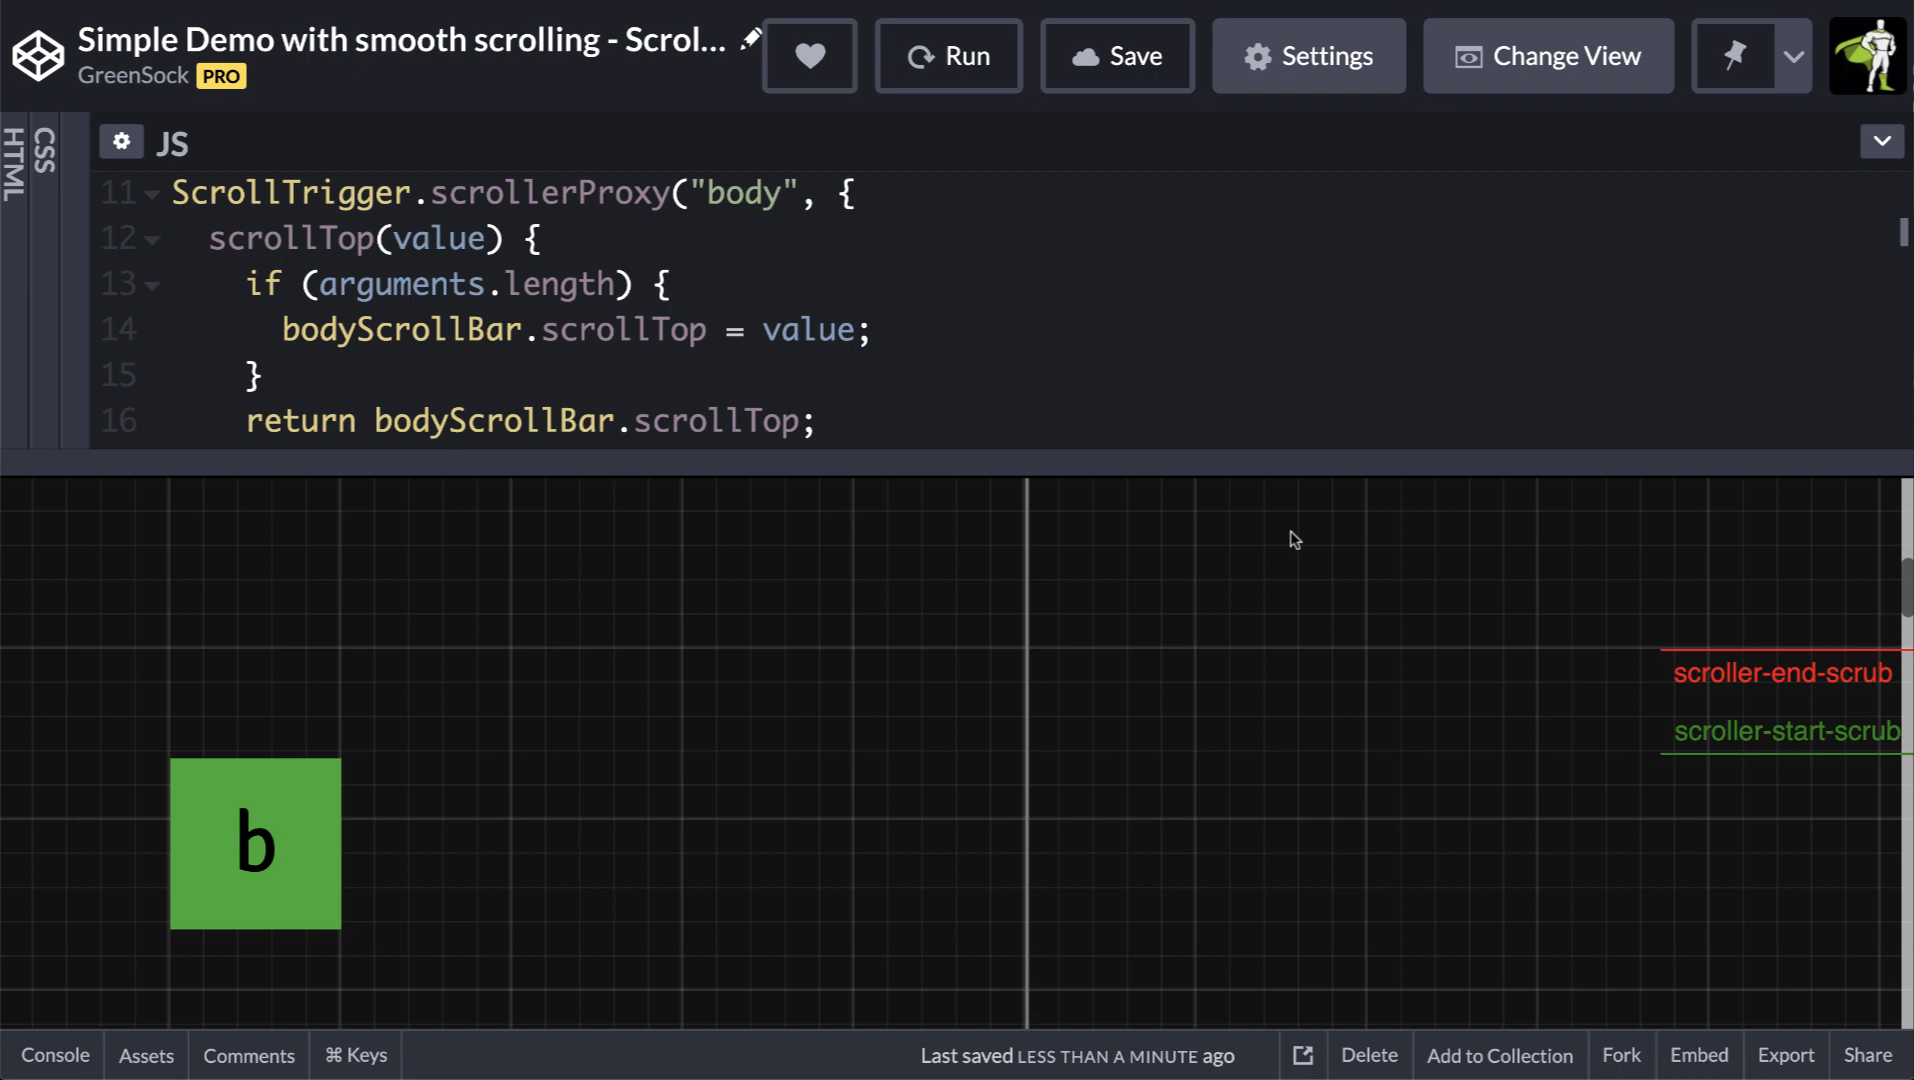 Simple Demo with smooth scrolling - Scrol...
GreenSock PRO
Run
Save
Settings
Change View
HTML
CSS
JS
11 ScrollTrigger.scrollerProxy("body", {
12 scrollTop(value) {
13 if (arguments.length) {
14 bodyScrollBar.scrollTop = value;
15 }
16 return bodyScrollBar.scrollTop;
scroller-end-scrub
scroller-start-scrub
b
Console
Assets
Comments
⌘ Keys
Last saved LESS THAN A MINUTE ago
Delete
Add to Collection
Fork
Embed
Export
Share